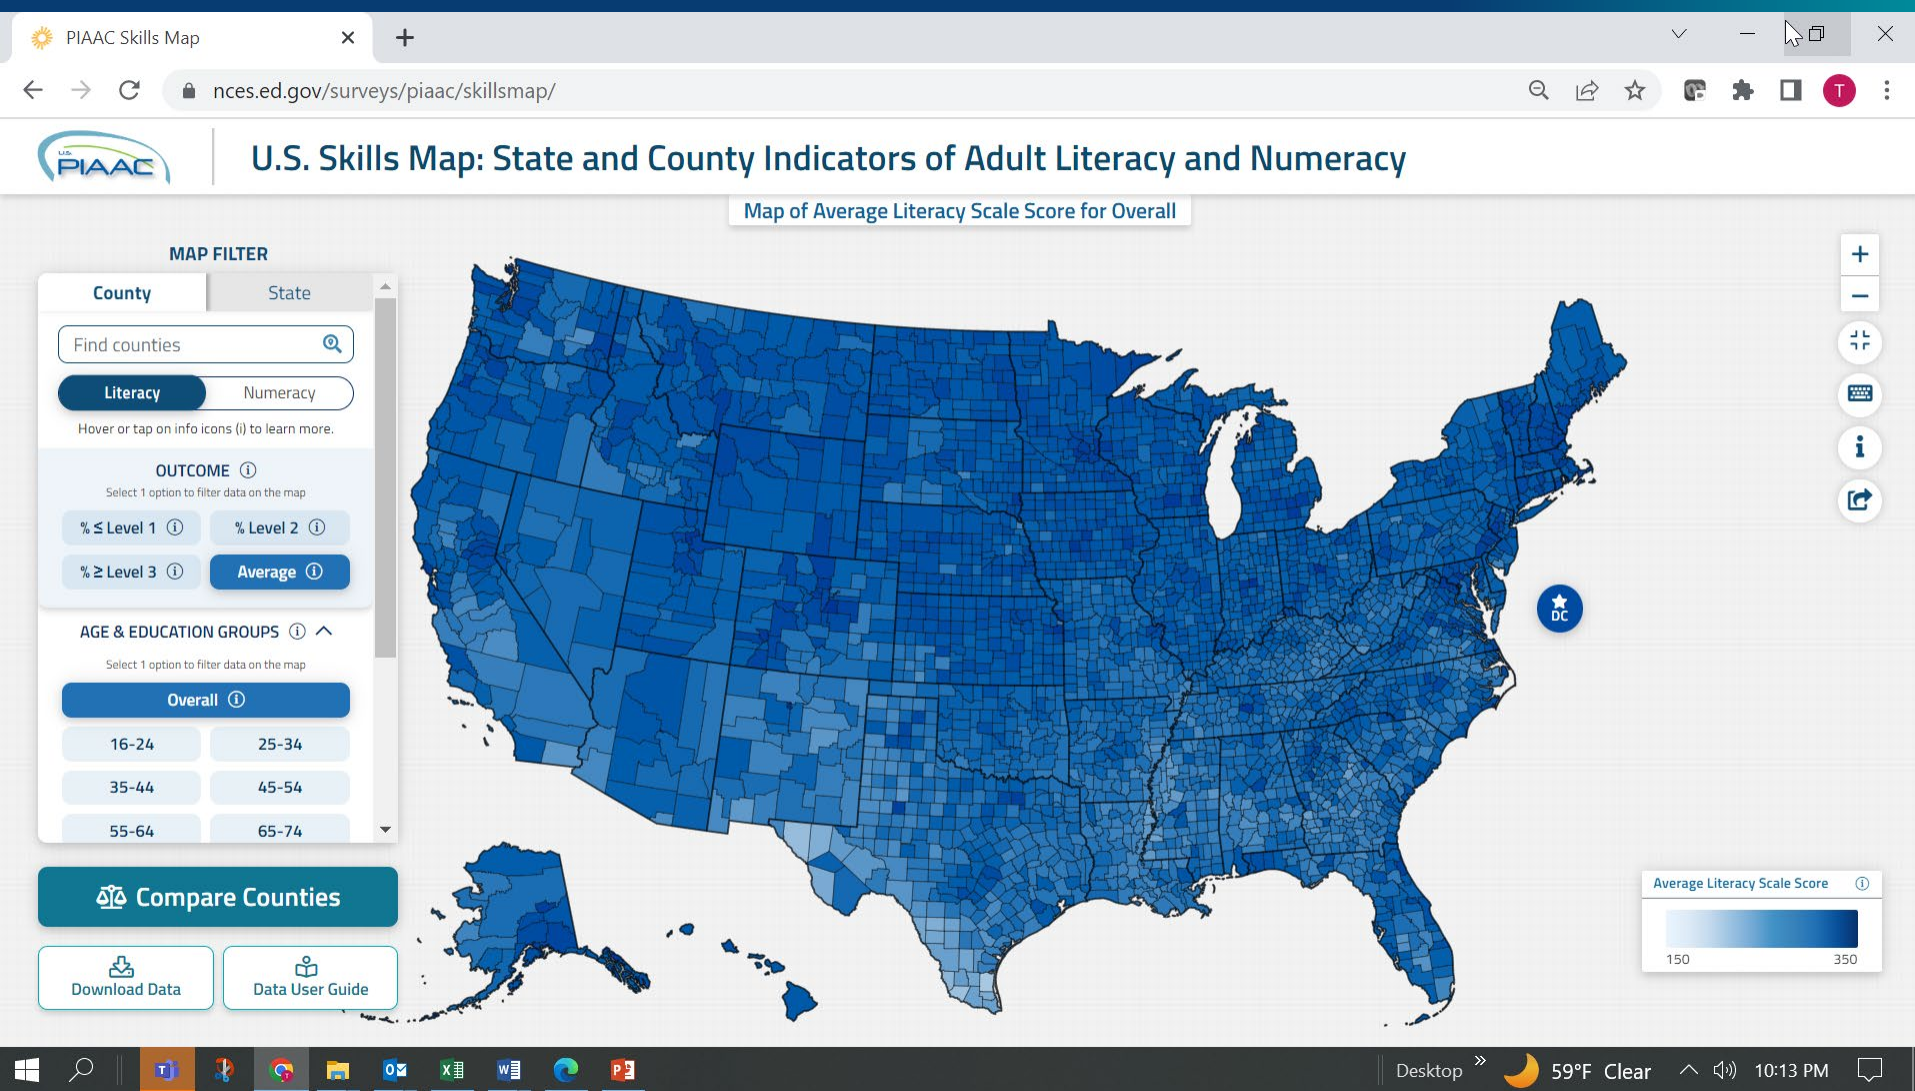 PIAAC Skills Map
nces.ed.gov/surveys/piaac/skillsmap/
T
U.S. PIAAC
U.S. Skills Map: State and County Indicators of Adult Literacy and Numeracy
Map of Average Literacy Scale Score for Overall
MAP FILTER
County State
Find counties
Literacy Numeracy
Hover or tap on info icons (i) to learn more.
OUTCOME
Select 1 option to filter data on the map
% ≤ Level 1 % Level 2
% ≥ Level 3 Average
AGE & EDUCATION GROUPS
Select 1 option to filter data on the map
Overall
16-24 25-34
35-44 45-54
55-64 65-74
Compare Counties
Download Data Data User Guide
DC
Average Literacy Scale Score
150 350
Desktop 59°F Clear 10:13 PM